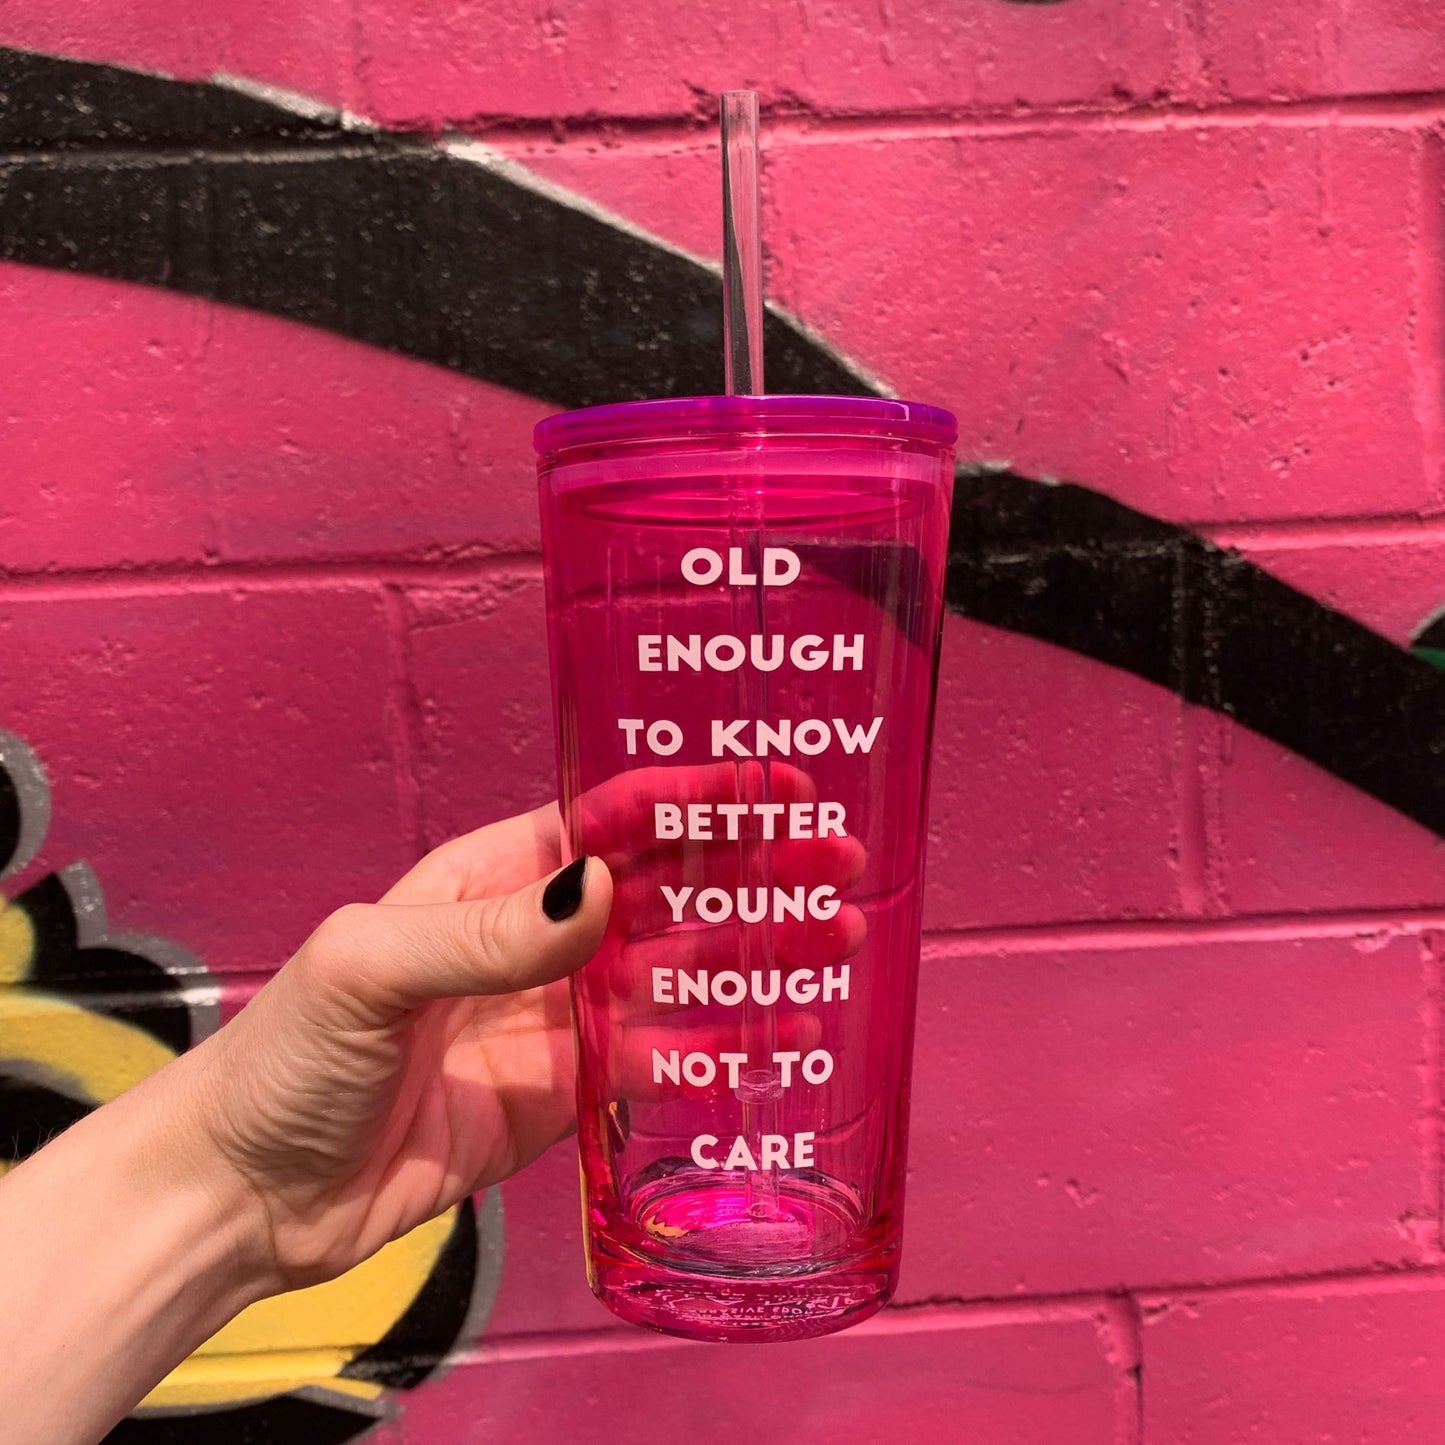 OLD
ENOUGH
TO KNOW
BETTER
YOUNG
ENOUGH
NOT TO
CARE